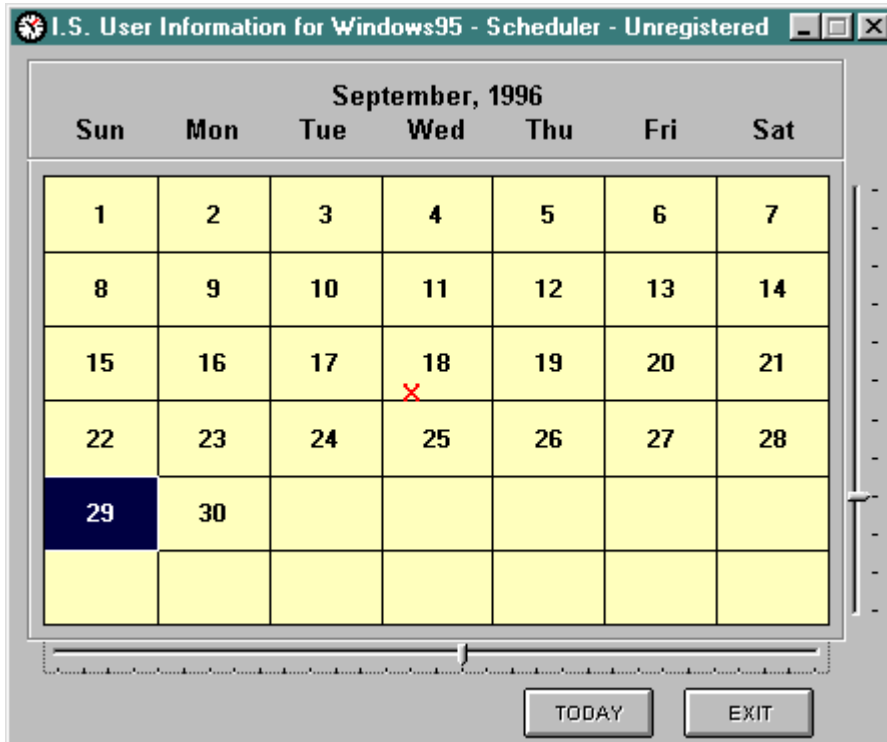 I.S. User Information for Windows95 - Scheduler - Unregistered
September, 1996
Sun Mon Tue Wed Thu Fri Sat
1 2 3 4 5 6 7
8 9 10 11 12 13 14
15 16 17 18 19 20 21
22 23 24 25 26 27 28
29 30
TODAY EXIT